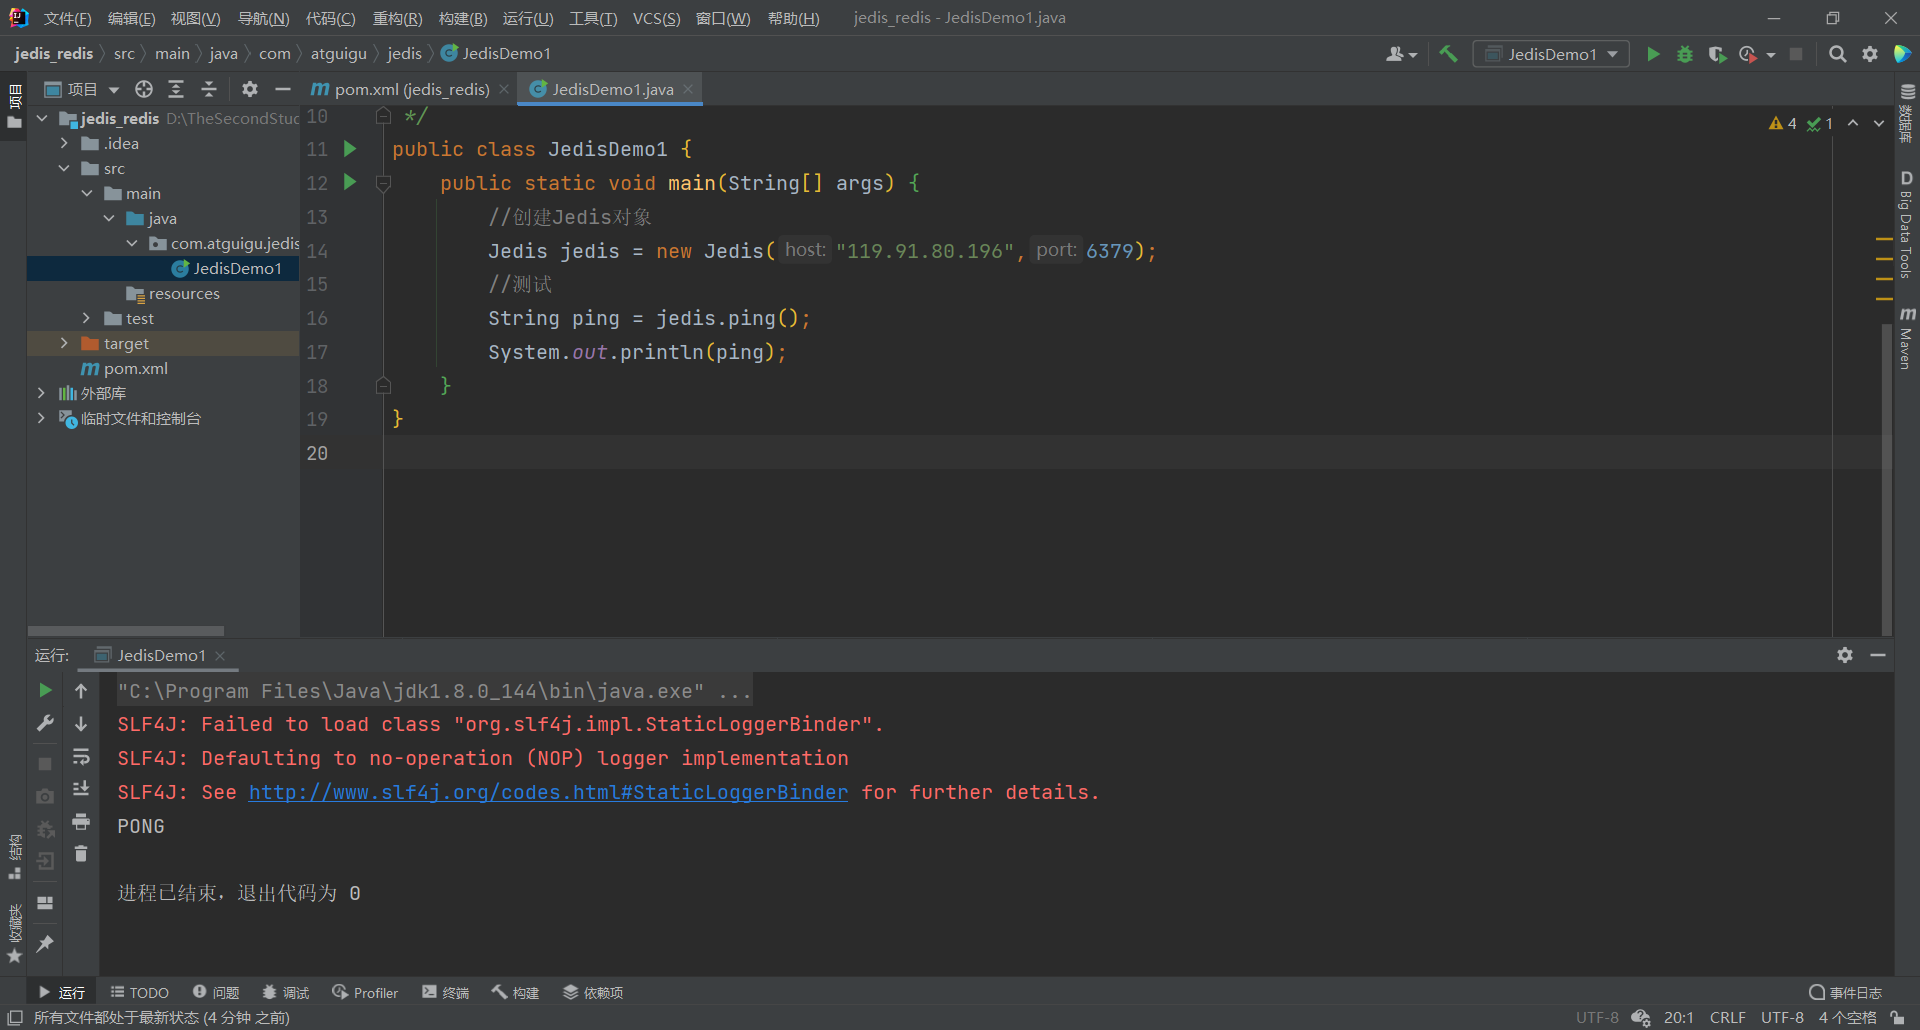 文件(F) 编辑(E) 视图(V) 导航(N) 代码(C) 重构(R) 构建(B) 运行(U) 工具(T) VCS(S) 窗口(W) 帮助(H) jedis_redis - JedisDemo1.java
jedis_redis src main java com atguigu jedis JedisDemo1 JedisDemo1
项目 pom.xml (jedis_redis) JedisDemo1.java
项目
jedis_redis D:\TheSecondStud
.idea
src
main
java
com.atguigu.jedis
JedisDemo1
resources
test
target
pom.xml
外部库
临时文件和控制台
4 1
10 */
11 public class JedisDemo1 {
12 public static void main(String[] args) {
13 //创建Jedis对象
14 Jedis jedis = new Jedis( host: "119.91.80.196", port: 6379);
15 //测试
16 String ping = jedis.ping();
17 System.out.println(ping);
18 }
19 }
20
数据库
D Big Data Tools
m Maven
运行: JedisDemo1
"C:\Program Files\Java\jdk1.8.0_144\bin\java.exe" ...
SLF4J: Failed to load class "org.slf4j.impl.StaticLoggerBinder".
SLF4J: Defaulting to no-operation (NOP) logger implementation
SLF4J: See http://www.slf4j.org/codes.html#StaticLoggerBinder for further details.
PONG
进程已结束，退出代码为 0
结构
收藏夹
运行 TODO 问题 调试 Profiler 终端 构建 依赖项 事件日志
所有文件都处于最新状态 (4 分钟 之前) UTF-8 20:1 CRLF UTF-8 4 个空格